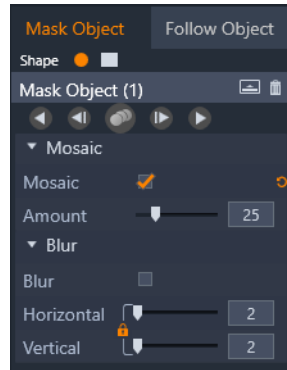 Mask Object Follow Object
Shape
Mask Object (1)
Mosaic
Mosaic
Amount 25
Blur
Blur
Horizontal 2
Vertical 2